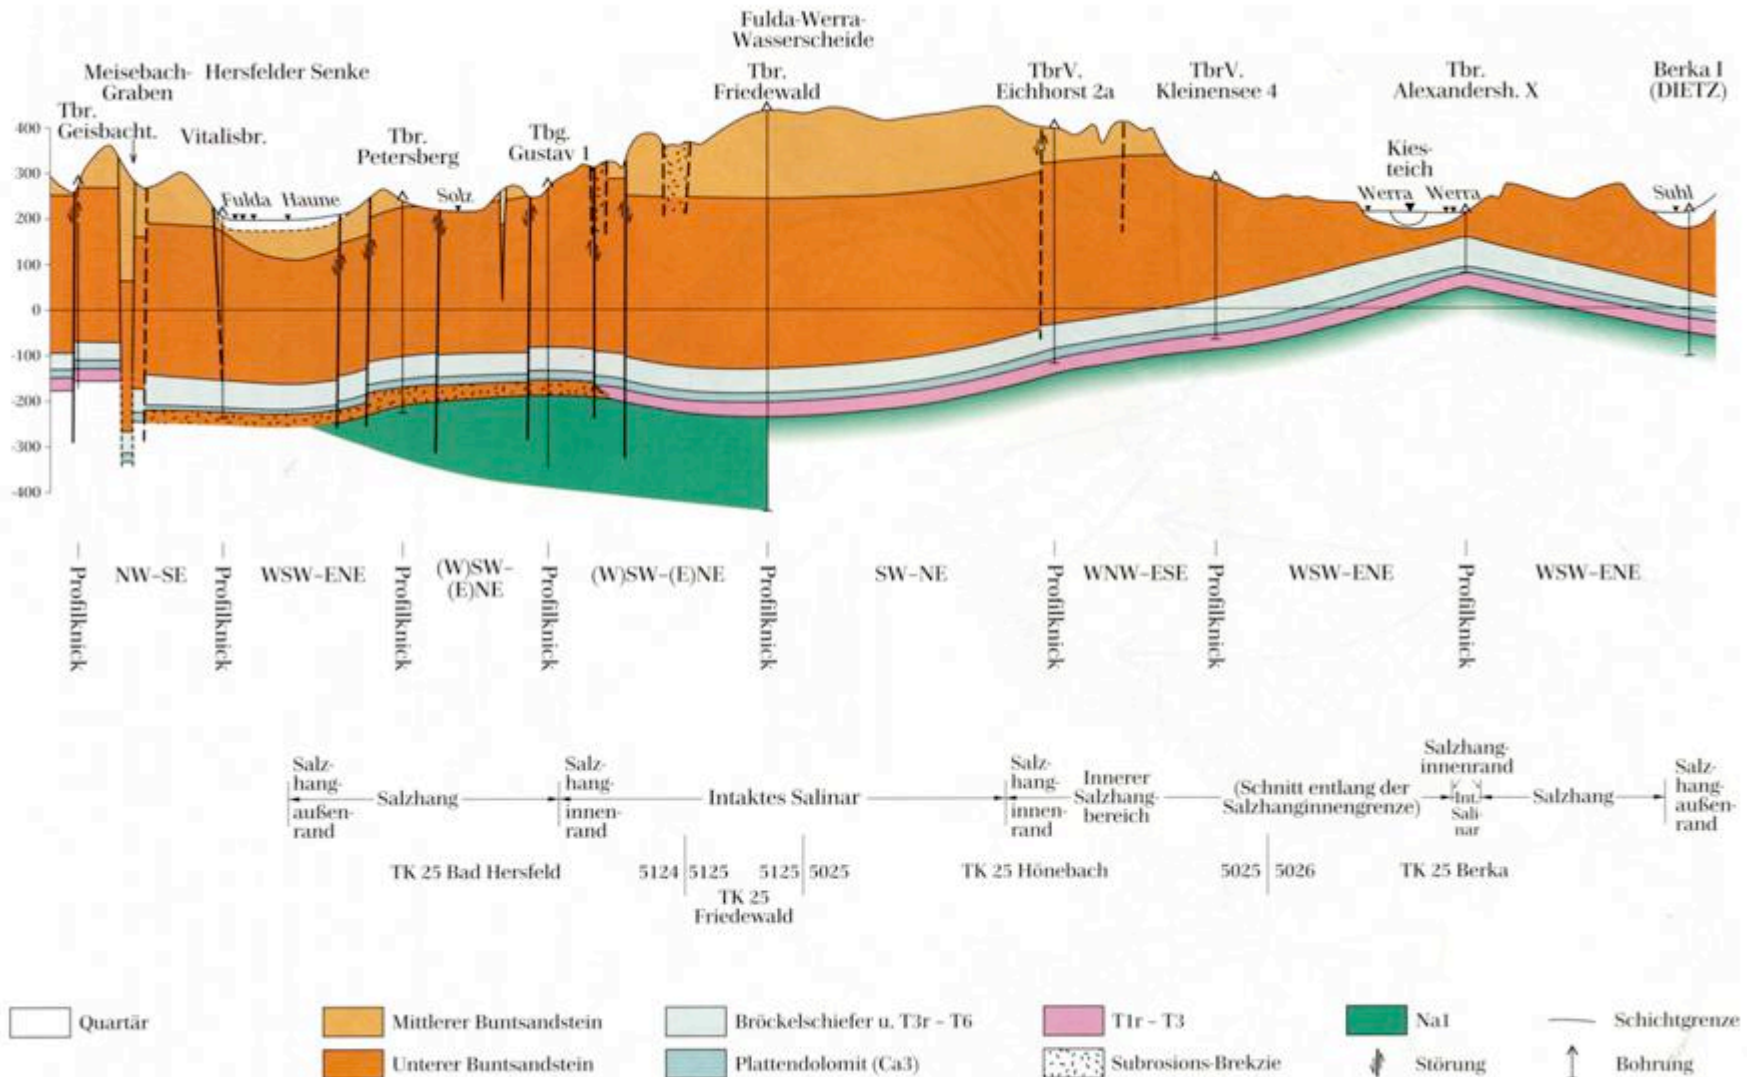 Fulda-Werra-
Wasserscheide
Meisebach-
Graben
Hersfelder Senke
Tbr.
Friedewald
TbrV.
Eichhorst 2a
TbrV.
Kleinensee 4
Tbr.
Alexandersh. X
Berka I
(DIETZ)
Tbr.
Geisbacht.
Vitalisbr.
Tbr.
Petersberg
Tbg.
Gustav 1
Kies-
teich
Fulda
Haune
Solz
Werra
Werra
Suhl
400
300
200
100
0
-100
-200
-300
-400
Profilknick
NW–SE
Profilknick
WSW–ENE
Profilknick
(W)SW–
(E)NE
Profilknick
(W)SW–(E)NE
Profilknick
SW–NE
Profilknick
WNW–ESE
Profilknick
WSW–ENE
Profilknick
WSW–ENE
Salz-
hang-
außen-
rand
Salzhang
Salz-
hang-
innen-
rand
Intaktes Salinar
Salz-
hang-
innen-
rand
Innerer
Salzhang-
bereich
(Schnitt entlang der
Salzhanginnengrenze)
Salzhang-
innenrand
Int.
Sali-
nar
Salzhang
Salz-
hang-
außen-
rand
TK 25 Bad Hersfeld
5124
5125
5125
5025
TK 25
Friedewald
TK 25 Hönebach
5025
5026
TK 25 Berka
Quartär
Mittlerer Buntsandstein
Bröckelschiefer u. T3r – T6
T1r – T3
Na1
Schichtgrenze
Unterer Buntsandstein
Plattendolomit (Ca3)
Subrosions-Brekzie
Störung
Bohrung